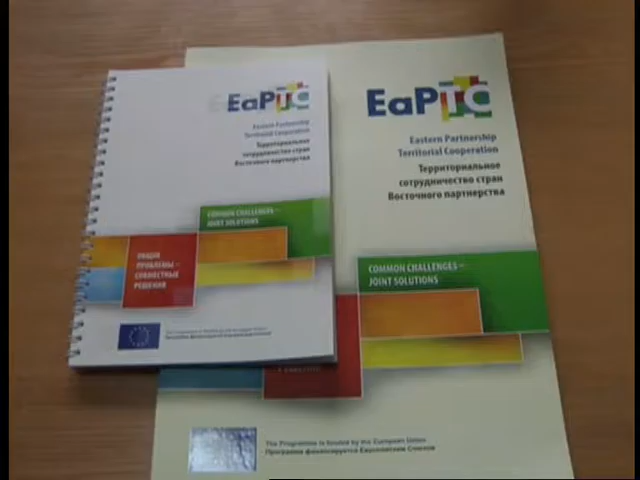 EaPTC
Eastern Partnership
Territorial Cooperation
Территориальное
сотрудничество стран
Восточного партнерства
COMMON CHALLENGES –
JOINT SOLUTIONS
ОБЩИЕ
ПРОБЛЕМЫ –
СОВМЕСТНЫЕ
РЕШЕНИЯ
EaPTC
Eastern Partnership
Territorial Cooperation
Территориальное
сотрудничество стран
Восточного партнерства
COMMON CHALLENGES –
JOINT SOLUTIONS
The Programme is funded by the European Union
Программа финансируется Европейским Союзом